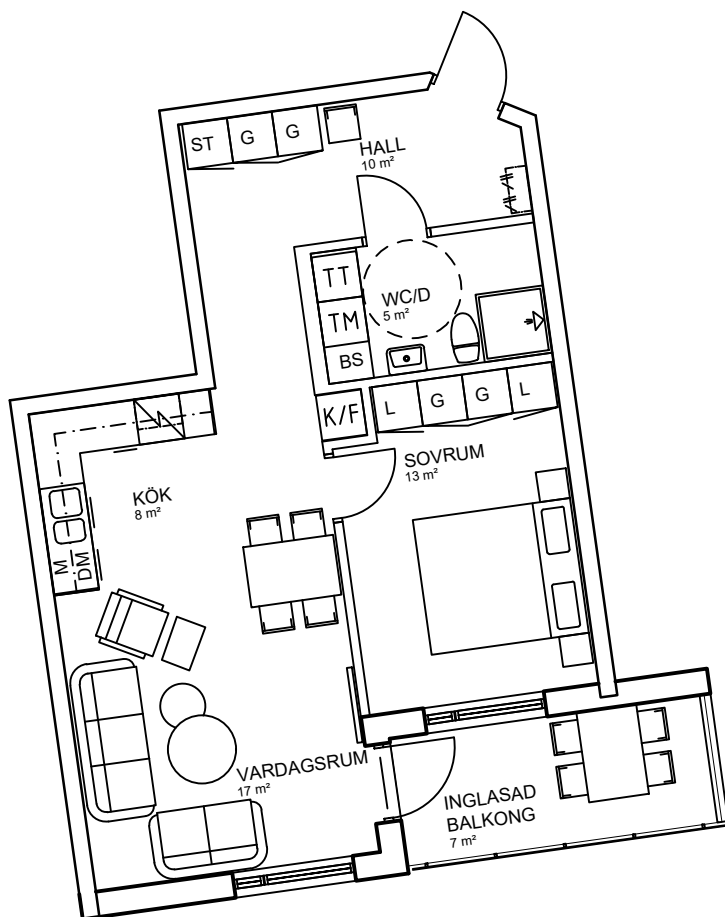 ST
G
G
HALL
10 m²
TT
TM
BS
WC/D
5 m²
K/F
L
G
G
L
SOVRUM
13 m²
KÖK
8 m²
M
DM
VARDAGSRUM
17 m²
INGLASAD
BALKONG
7 m²